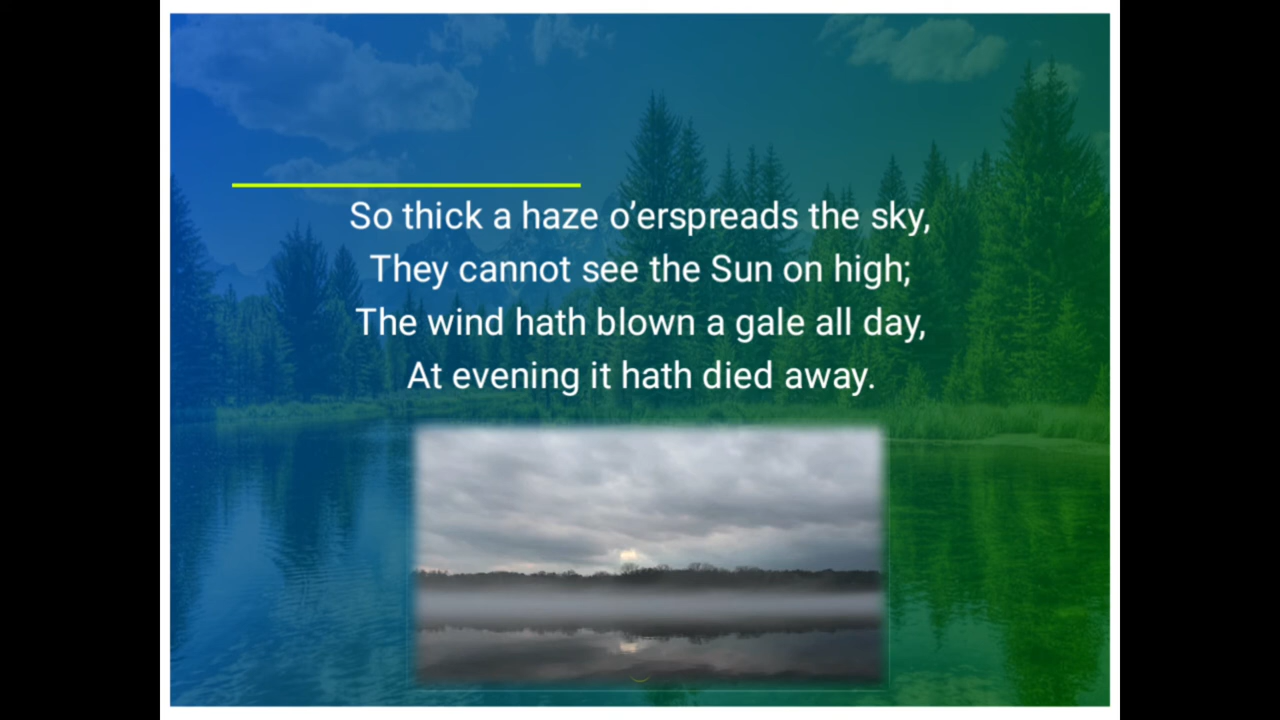 So thick a haze o’erspreads the sky,
They cannot see the Sun on high;
The wind hath blown a gale all day,
At evening it hath died away.